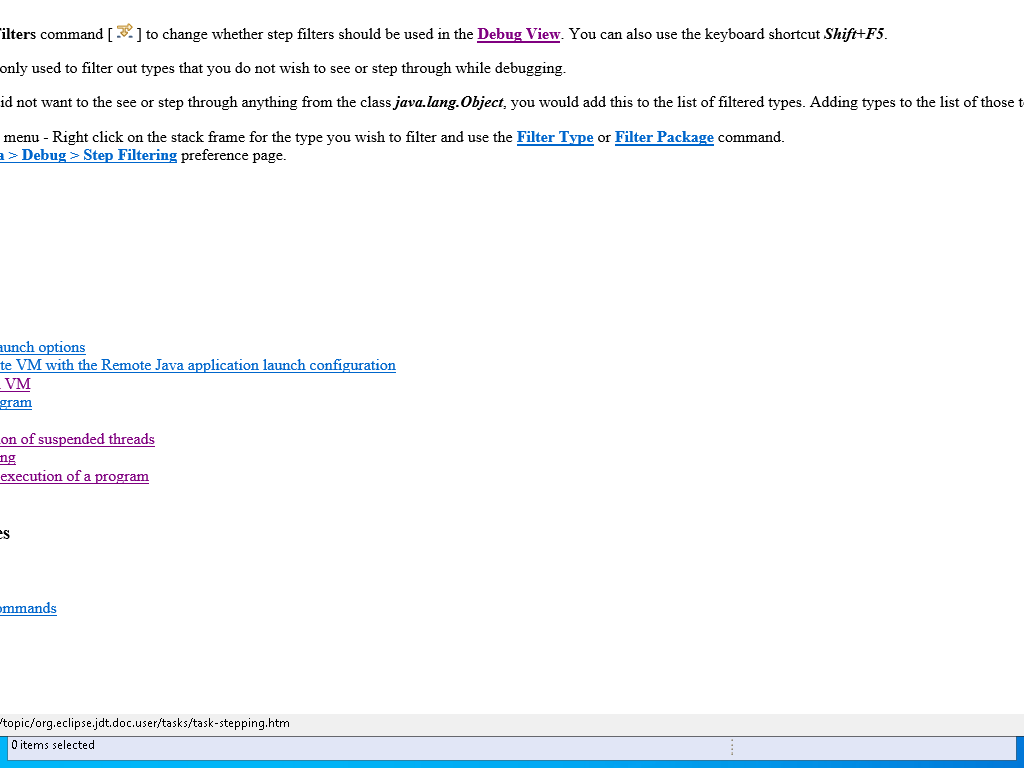 ilters command [ ] to change whether step filters should be used in the Debug View. You can also use the keyboard shortcut Shift+F5.
only used to filter out types that you do not wish to see or step through while debugging.
id not want to the see or step through anything from the class java.lang.Object, you would add this to the list of filtered types. Adding types to the list of those t
menu - Right click on the stack frame for the type you wish to filter and use the Filter Type or Filter Package command.
a > Debug > Step Filtering preference page.
aunch options
te VM with the Remote Java application launch configuration
VM
gram
on of suspended threads
ng
execution of a program
es
ommands
/topic/org.eclipse.jdt.doc.user/tasks/task-stepping.htm
0 items selected